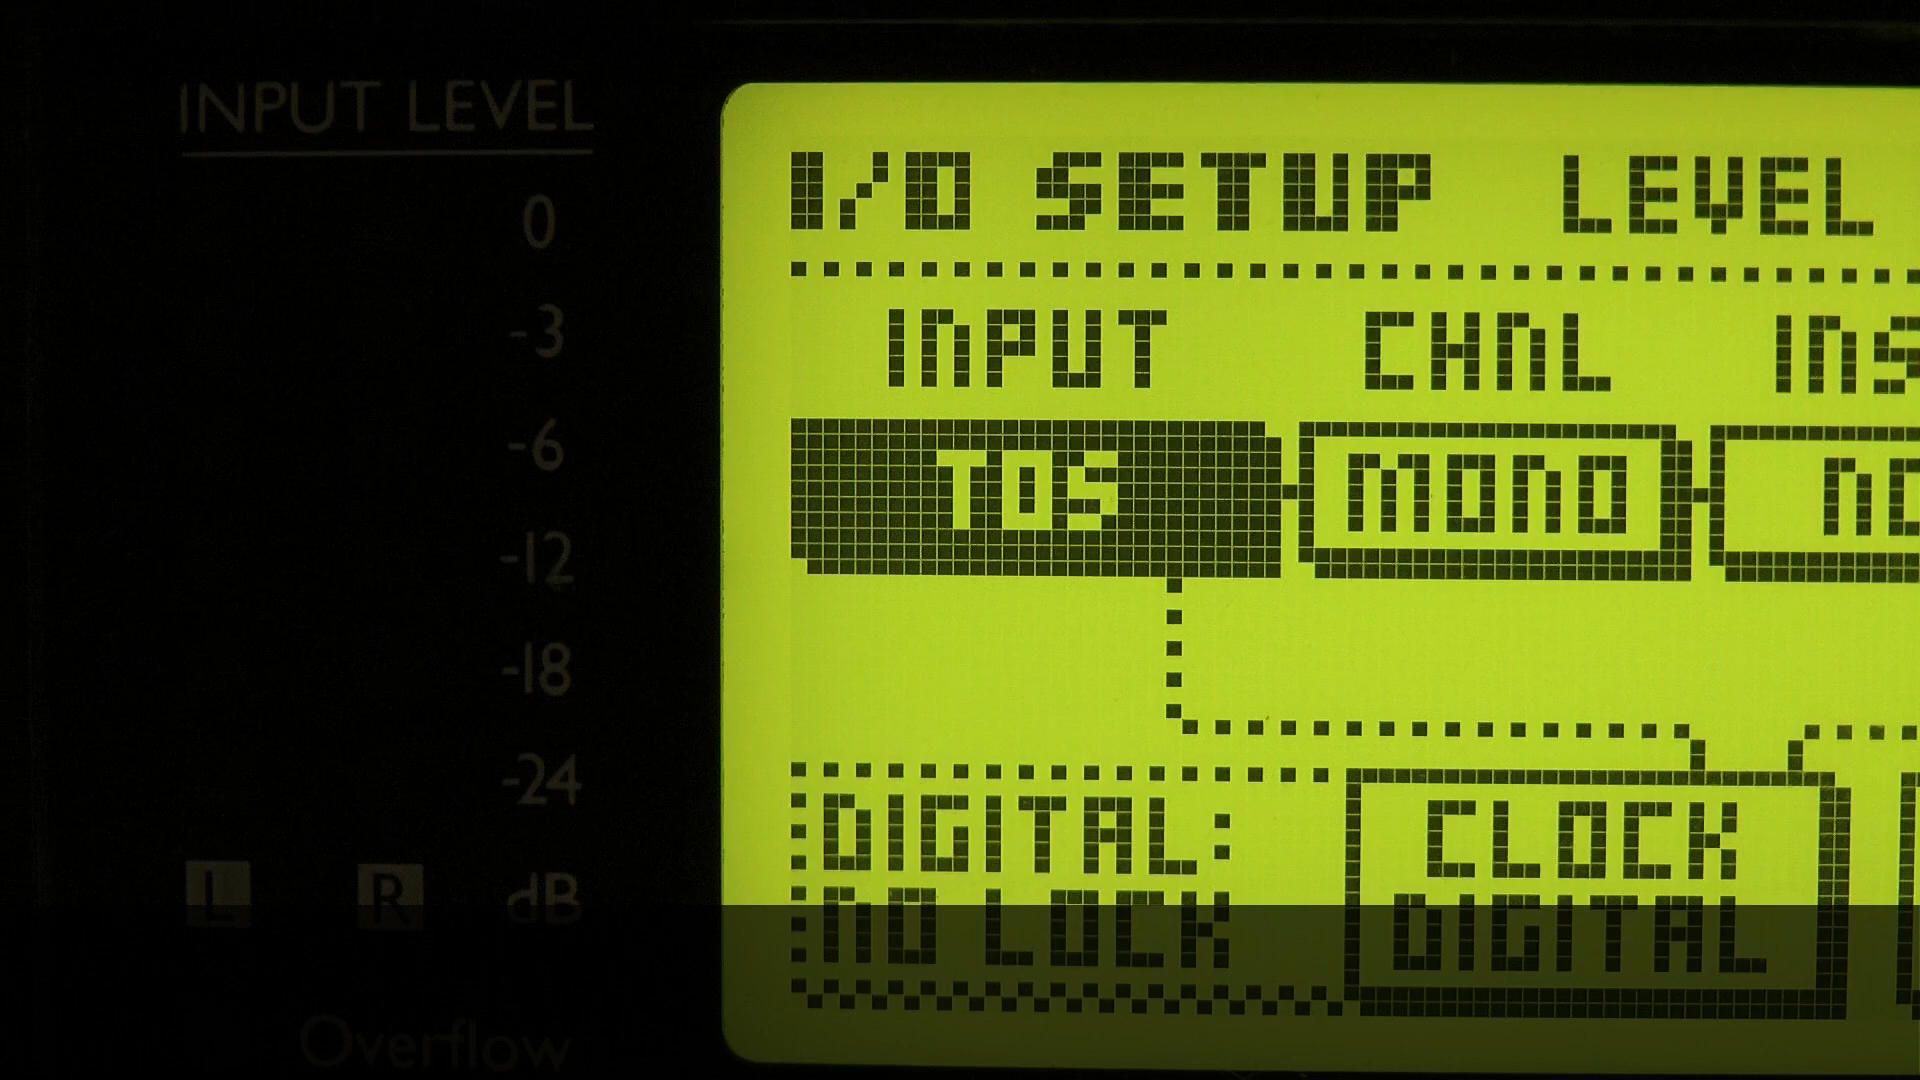 INPUT LEVEL
0
-3
-6
-12
-18
-24
L R dB
Overflow
I/O SETUP LEVEL
INPUT CHNL
TOS MONO
DIGITAL:
NO LOCK
CLOCK
DIGITAL